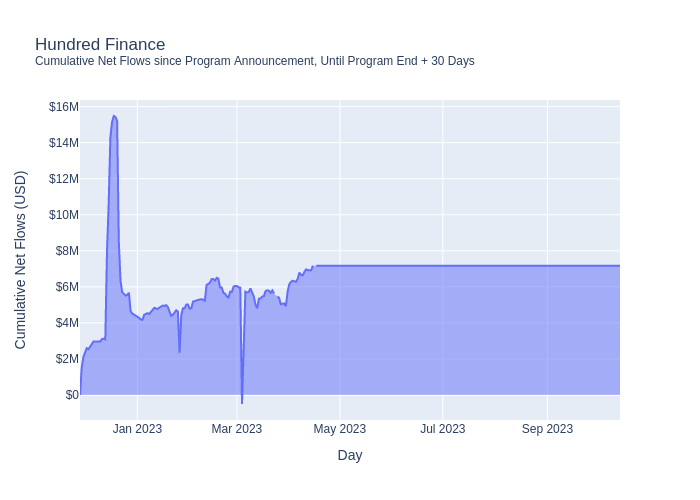 Hundred Finance
Cumulative Net Flows since Program Announcement, Until Program End + 30 Days
Cumulative Net Flows (USD)
$16M
$14M
$12M
$10M
$8M
$6M
$4M
$2M
$0
Jan 2023
Mar 2023
May 2023
Jul 2023
Sep 2023
Day